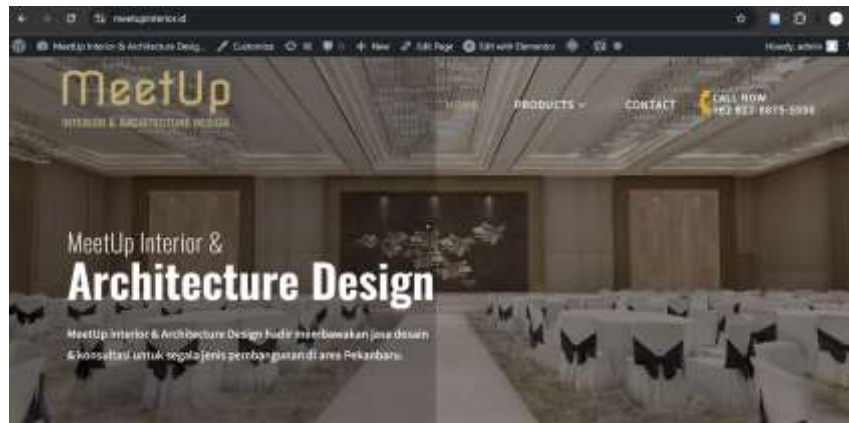 meetupinterior.id
MeetUp Interior & Architecture Desig... Customize + New Edit Page Edit with Elementor Howdy, admin
MeetUp
INTERIOR & ARCHITECTURE DESIGN
HOME PRODUCTS CONTACT CALL NOW
MeetUp Interior &
Architecture Design
MeetUp Interior & Architecture Design hadir membawakan jasa desain
& konsultasi untuk segala jenis pembangunan di area Pekanbaru.